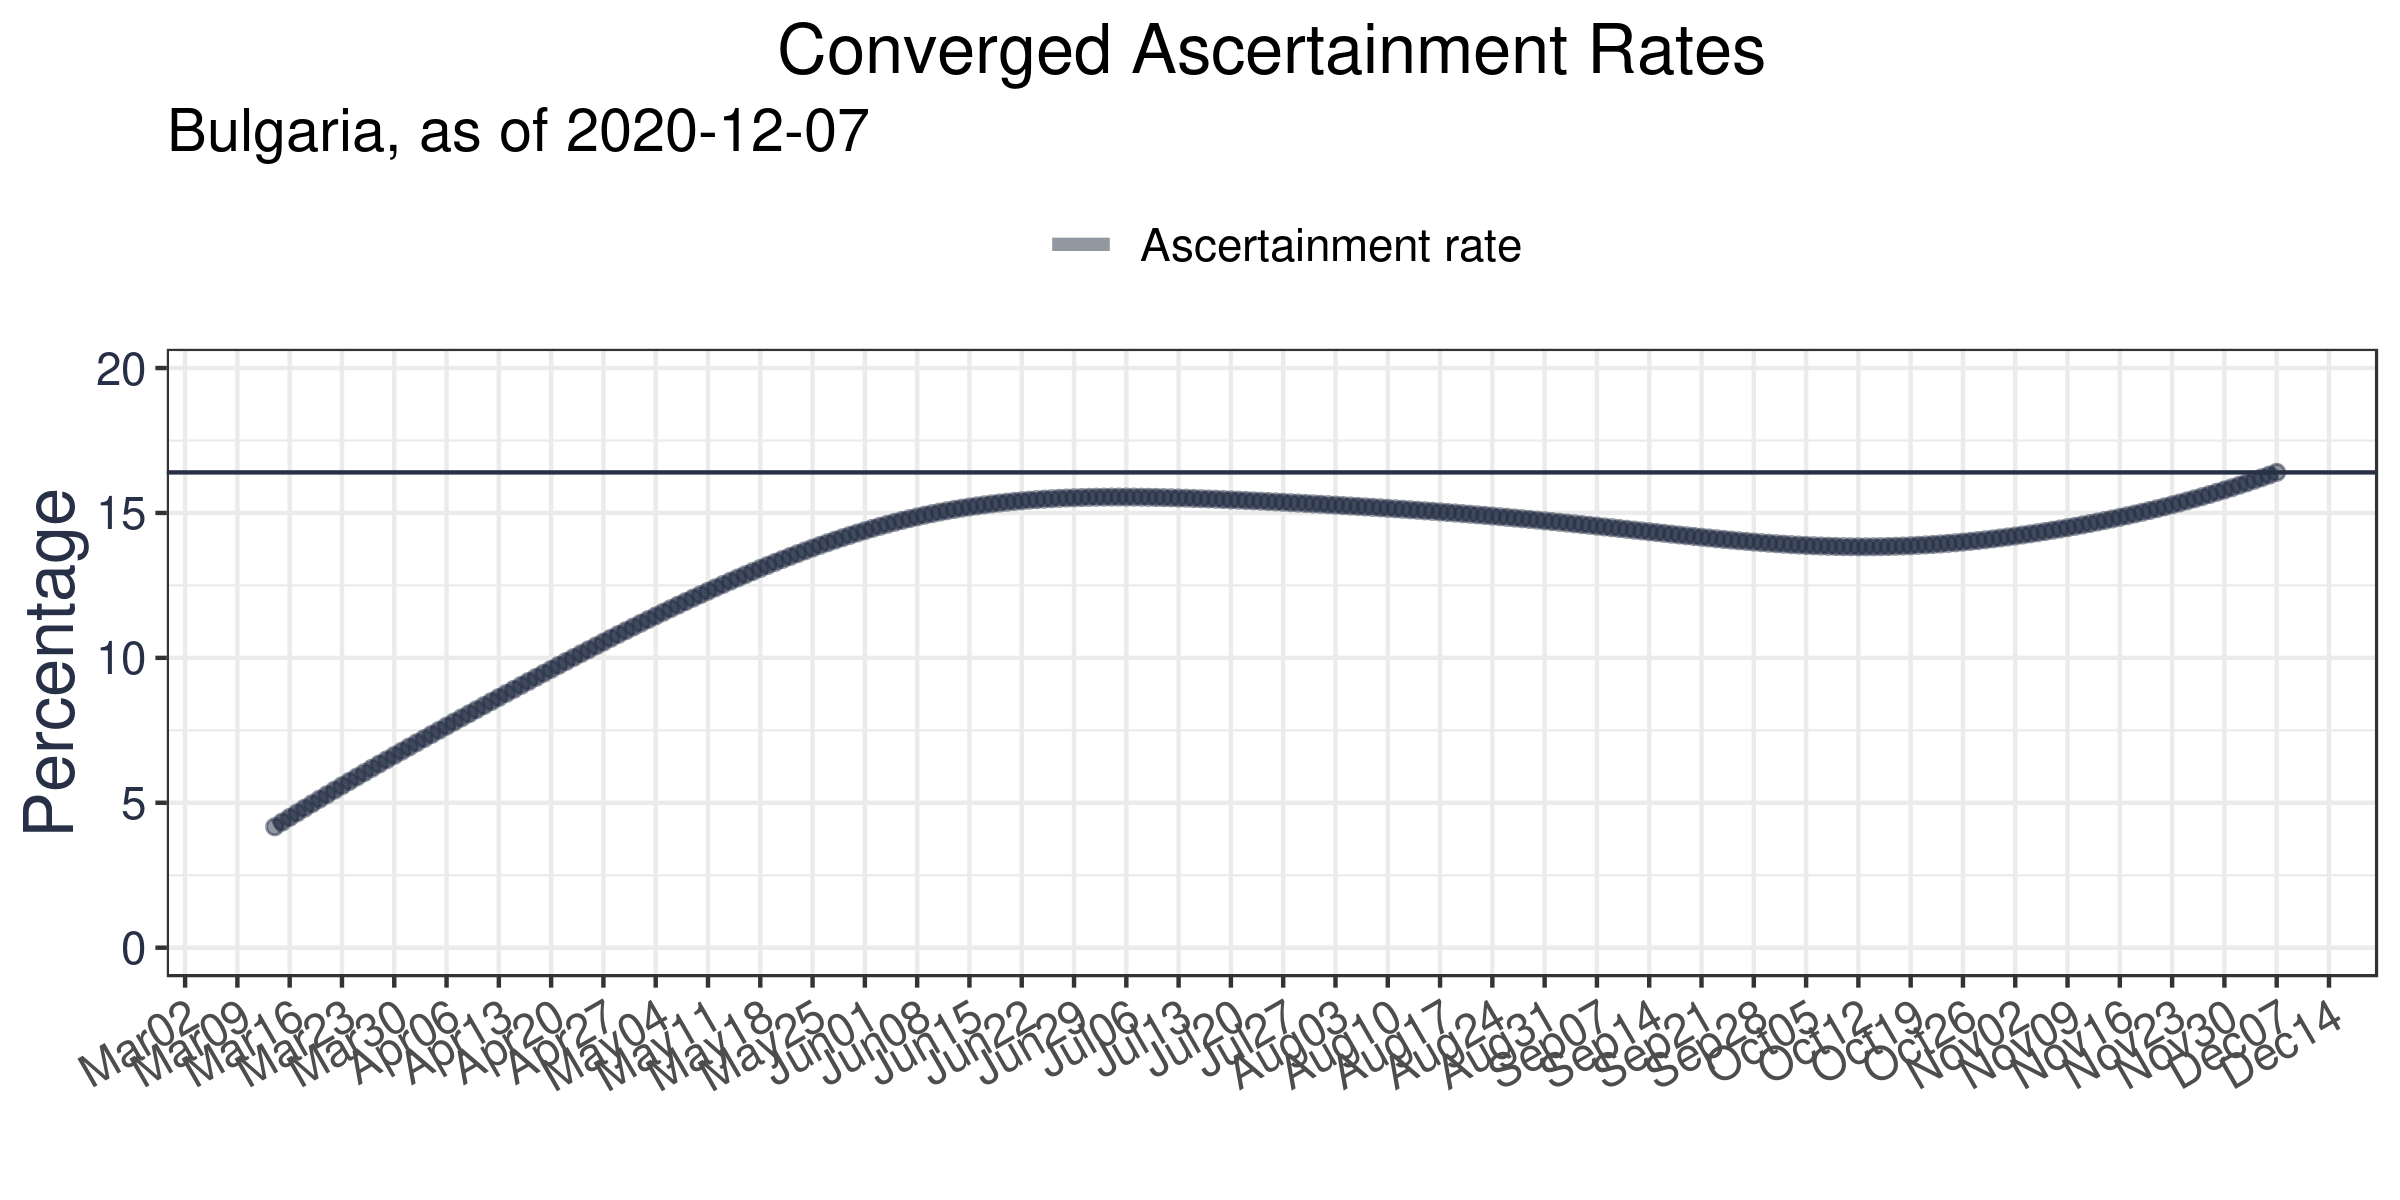 Converged Ascertainment Rates
Bulgaria, as of 2020-12-07
Ascertainment rate
Percentage
20
15
10
5
0
Mar02
Mar09
Mar16
Mar23
Mar30
Apr06
Apr13
Apr20
Apr27
May04
May11
May18
May25
Jun01
Jun08
Jun15
Jun22
Jun29
Jul06
Jul13
Jul20
Jul27
Aug03
Aug10
Aug17
Aug24
Aug31
Sep07
Sep14
Sep21
Sep28
Oct05
Oct12
Oct19
Oct26
Nov02
Nov09
Nov16
Nov23
Nov30
Dec07
Dec14